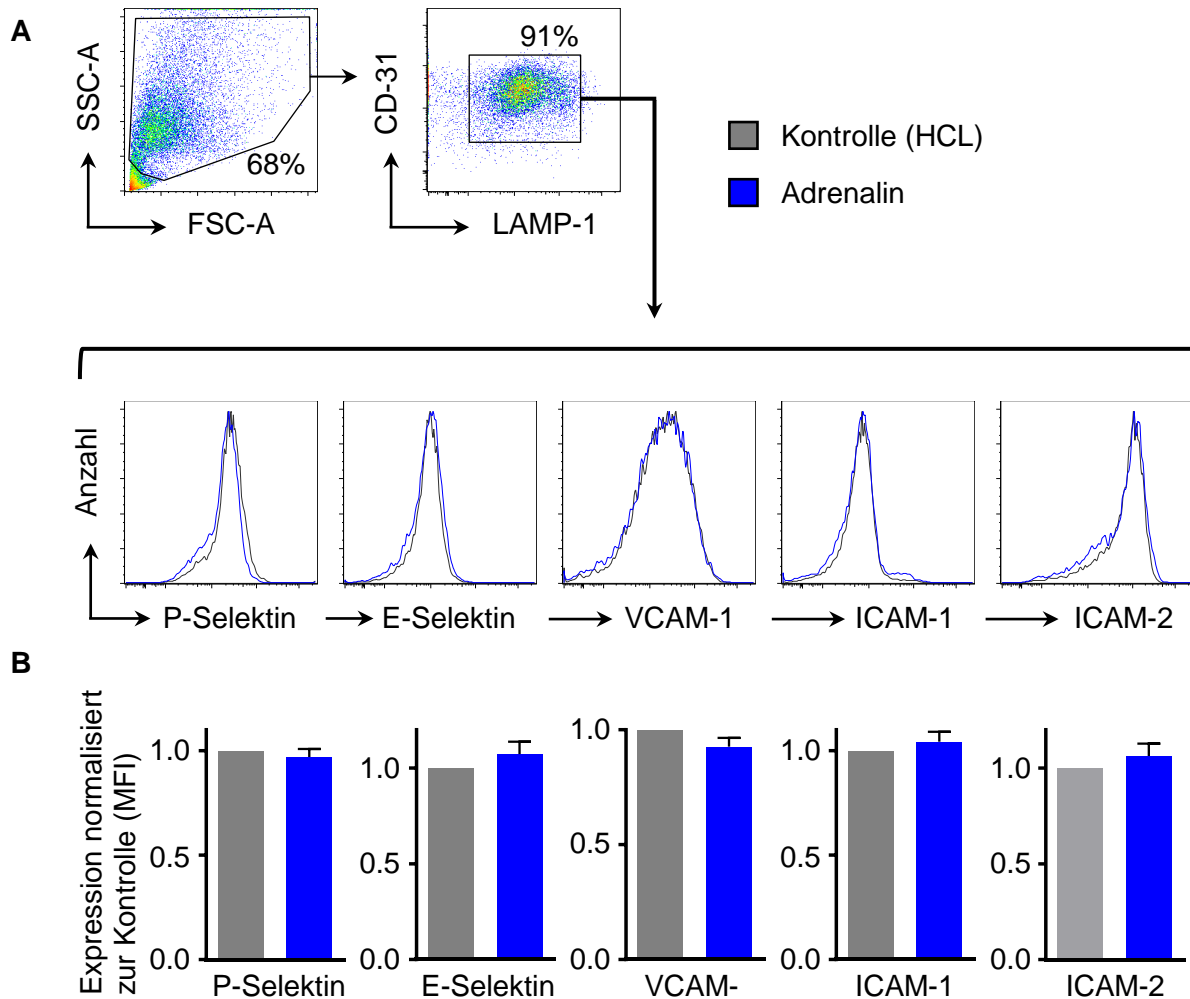 A
SSC-A
68%
FSC-A
CD-31
91%
LAMP-1
Kontrolle (HCL)
Adrenalin
Anzahl
P-Selektin
E-Selektin
VCAM-1
ICAM-1
ICAM-2
B
Expression normalisiert
zur Kontrolle (MFI)
1.0
0.5
0.0
P-Selektin
1.0
0.5
0.0
E-Selektin
1.0
0.5
0.0
VCAM-
1.0
0.5
0.0
ICAM-1
1.0
0.5
0.0
ICAM-2